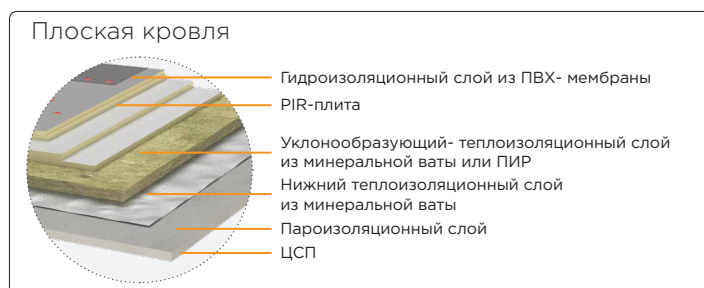 Плоская кровля
Гидроизоляционный слой из ПВХ- мембраны
PIR-плита
Уклонообразующий- теплоизоляционный слой
из минеральной ваты или ПИР
Нижний теплоизоляционный слой
из минеральной ваты
Пароизоляционный слой
ЦСП